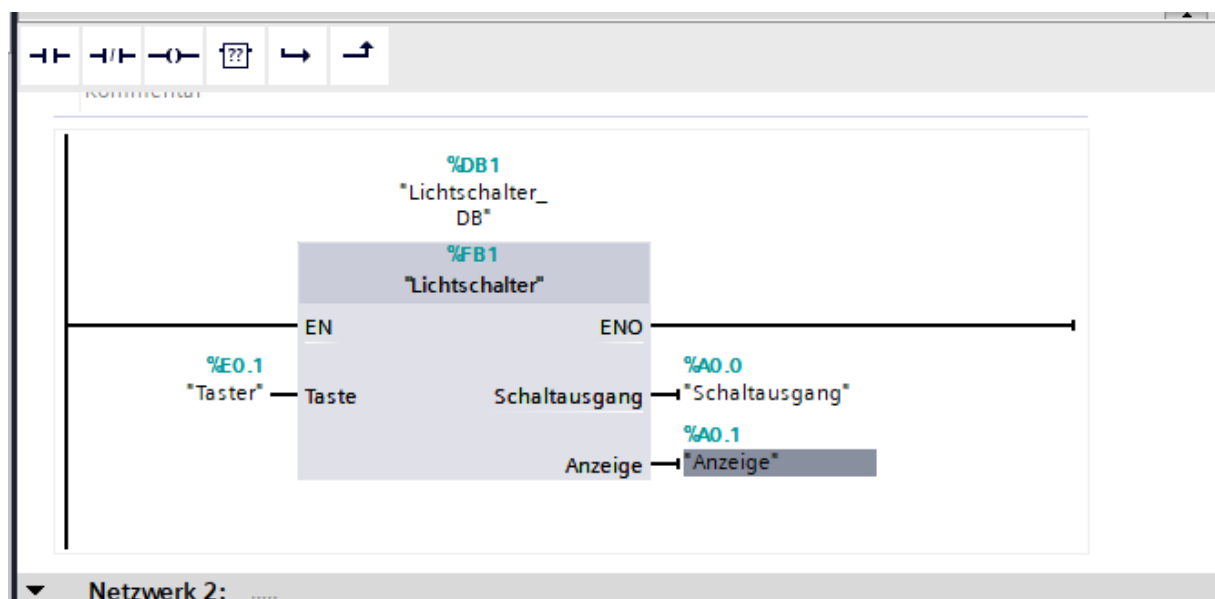 ??
Kommentar
%DB1
"Lichtschalter_
DB"
%FB1
"Lichtschalter"
EN
ENO
%E0.1
"Taster"
Taste
Schaltausgang
%A0.0
"Schaltausgang"
Anzeige
%A0.1
"Anzeige"
Netzwerk 2: .....